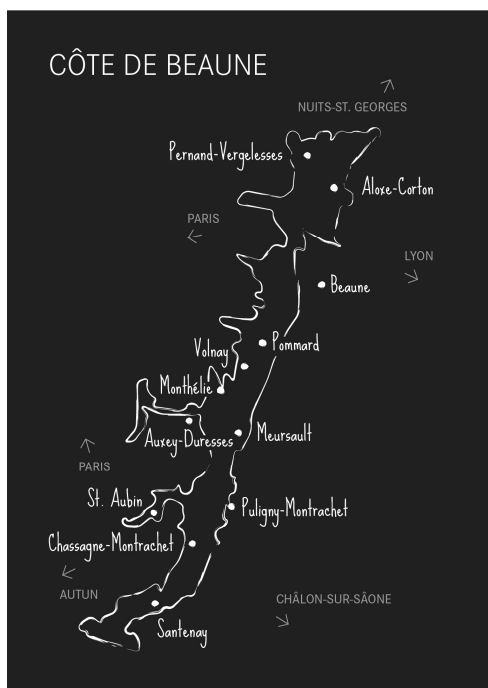 CÔTE DE BEAUNE
NUITS-ST. GEORGES
Pernand-Vergelesses
Aloxe-Corton
PARIS
LYON
Beaune
Pommard
Volnay
Monthélie
Auxey-Duresses
Meursault
PARIS
St. Aubin
Puligny-Montrachet
Chassagne-Montrachet
AUTUN
CHÂLON-SUR-SÂONE
Santenay